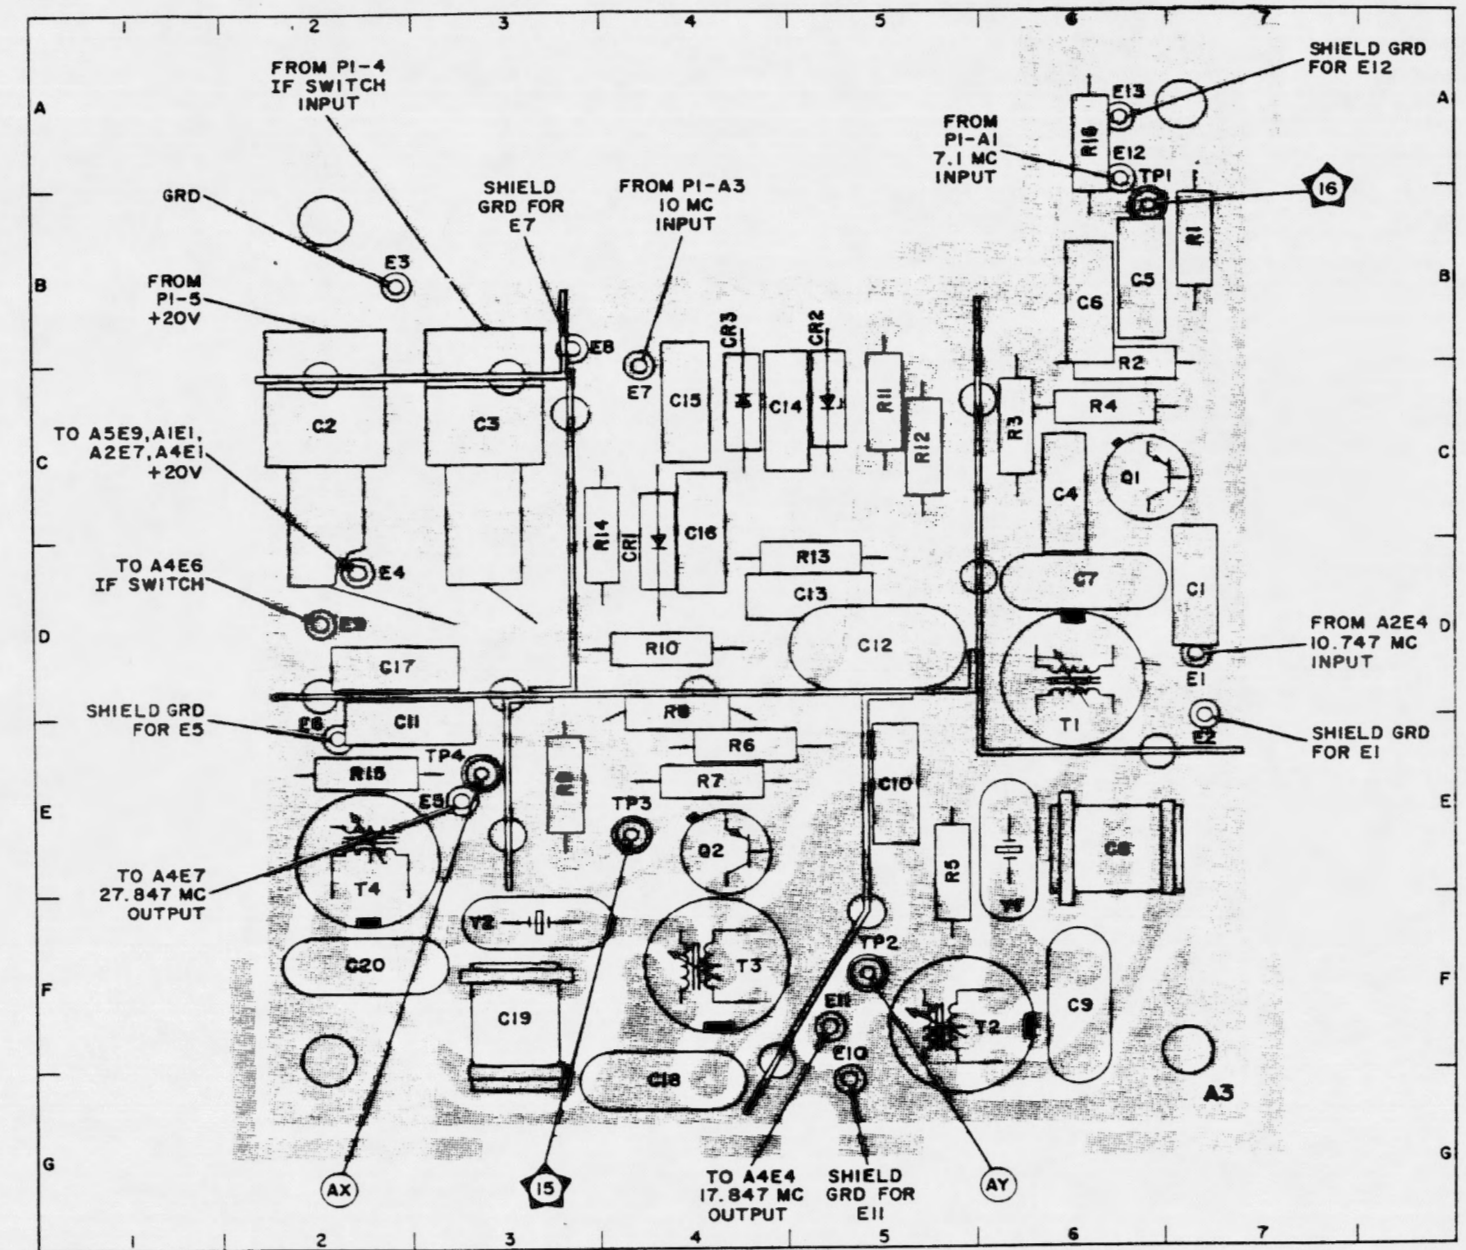 2 3 4 5 6 7
A
A
FROM P1-4
IF SWITCH
INPUT
SHIELD GRD
FOR E12
E13
R16
FROM
P1-A1
7.1 MC
INPUT
E12
TP1
16
GRD
SHIELD
GRD FOR
E7
FROM P1-A3
10 MC
INPUT
R1
B
B
E3
FROM
P1-5
+20V
C6
C5
CR3
CR2
E8
E7
R2
C15
C14
R11
R12
R3
R4
C2
C3
TO A5E9, A1E1,
A2E7, A4E1
+20V
C
C
Q1
C4
R14
CR1
C16
R13
C7
C1
TO A4E6
IF SWITCH
E4
C13
E9
D
D
FROM A2E4
10.747 MC
INPUT
R10
C12
C17
E1
SHIELD GRD
FOR E5
E6
C11
R8
T1
E2
SHIELD GRD
FOR E1
TP4
R6
R15
R9
R7
C10
E
E
E5
TP3
Q2
R5
C8
TO A4E7
27.847 MC
OUTPUT
T4
Y1
Y2
TP2
C20
T3
F
F
E11
C19
T2
C9
E10
C18
A3
G
G
AX
15
TO A4E4
17.847 MC
OUTPUT
SHIELD
GRD FOR
E11
AY
2 3 4 5 6 7